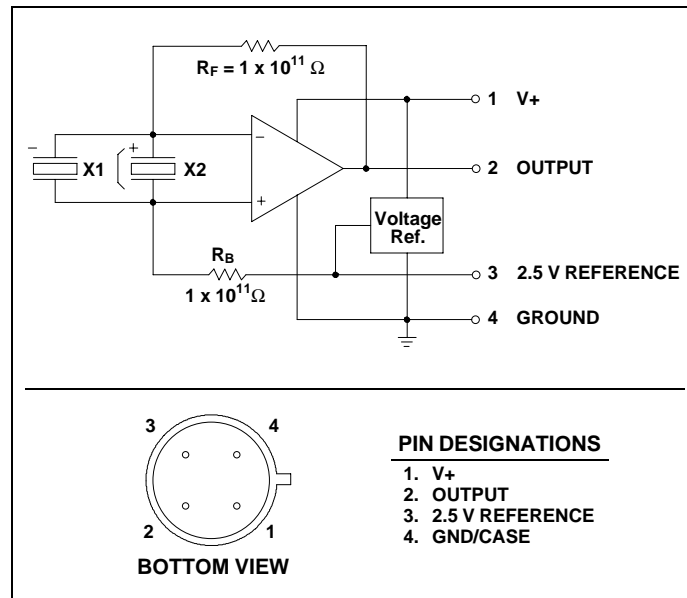 R_F = 1 x 10^11 Ω
1 V+
− X1 + X2 −
2 OUTPUT
+
Voltage
Ref.
R_B
3 2.5 V REFERENCE
1 x 10^11 Ω
4 GROUND
3 4
2 1
BOTTOM VIEW
PIN DESIGNATIONS
1. V+
2. OUTPUT
3. 2.5 V REFERENCE
4. GND/CASE